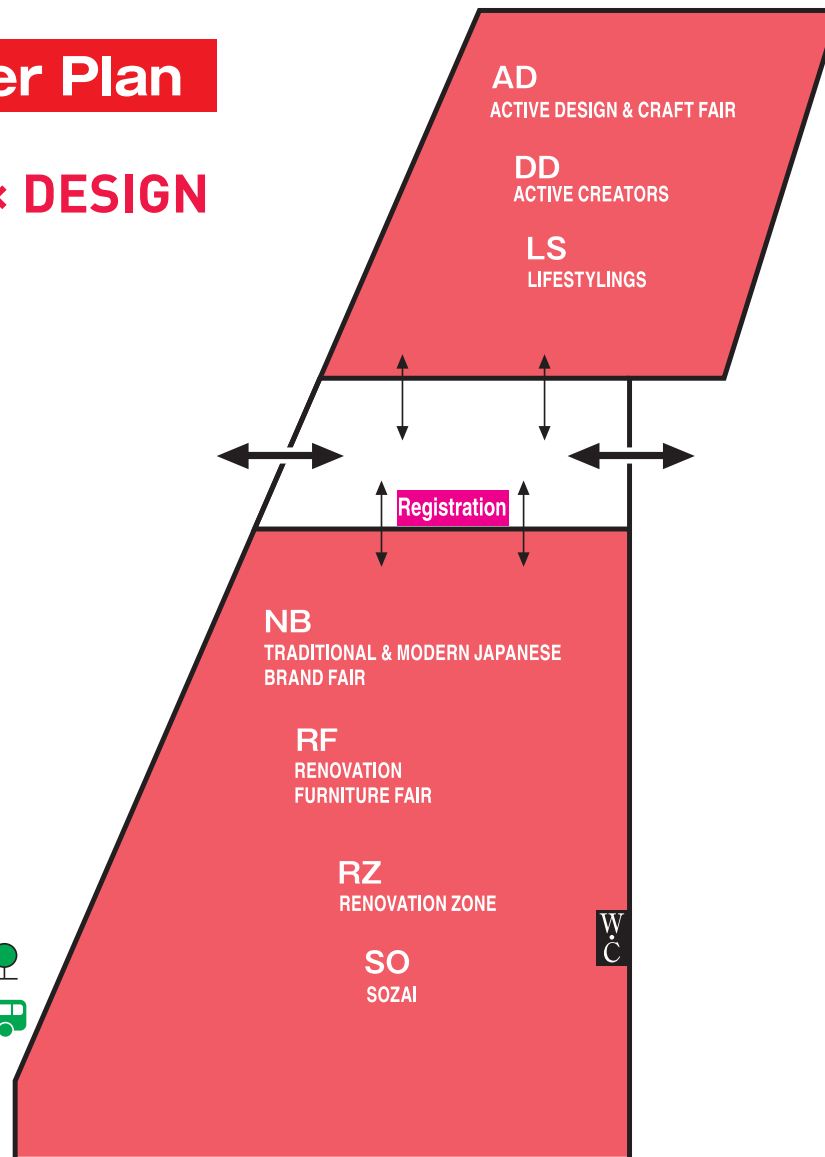 er Plan
× DESIGN
AD
ACTIVE DESIGN & CRAFT FAIR
DD
ACTIVE CREATORS
LS
LIFESTYLINGS
Registration
NB
TRADITIONAL & MODERN JAPANESE
BRAND FAIR
RF
RENOVATION
FURNITURE FAIR
RZ
RENOVATION ZONE
SO
SOZAI
W.C